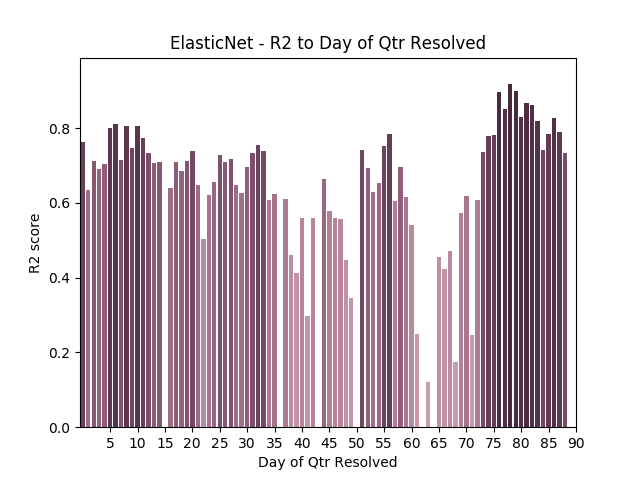 ElasticNet - R2 to Day of Qtr Resolved
R2 score
0.8
0.6
0.4
0.2
0.0
5 10 15 20 25 30 35 40 45 50 55 60 65 70 75 80 85 90
Day of Qtr Resolved